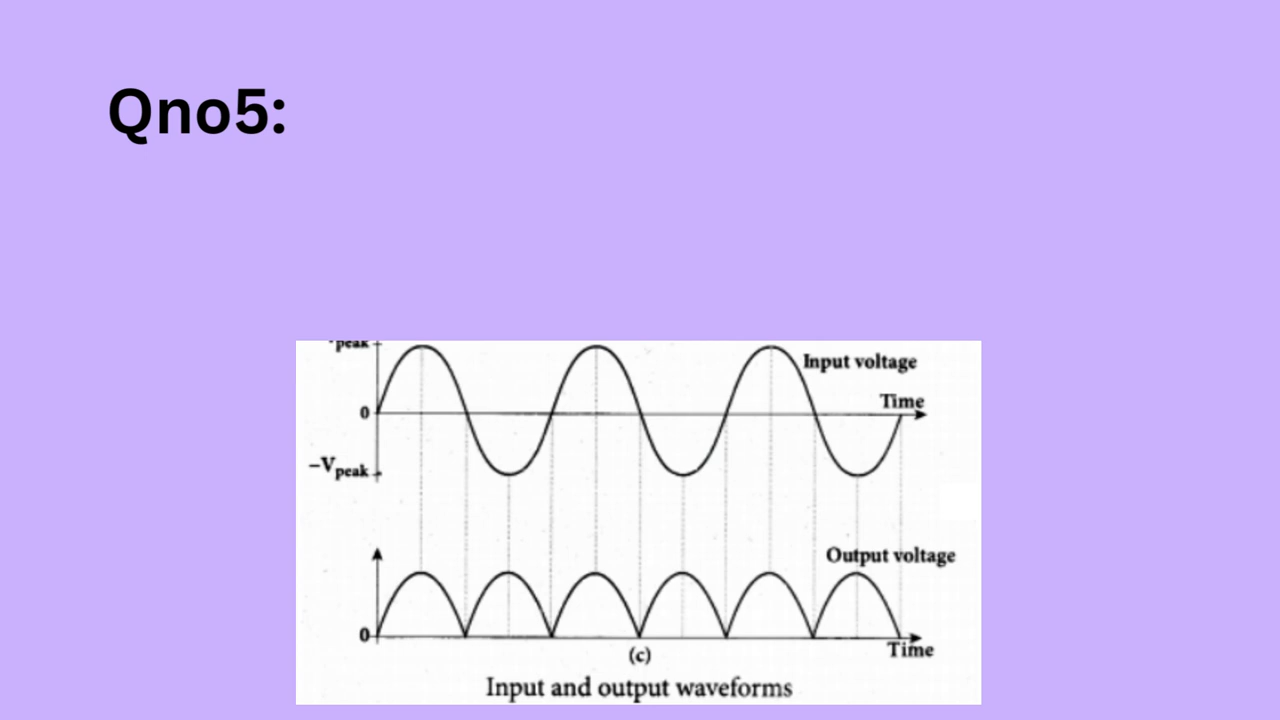 Qno5:
peak
Input voltage
Time
0
–Vpeak
Output voltage
0
Time
(c)
Input and output waveforms